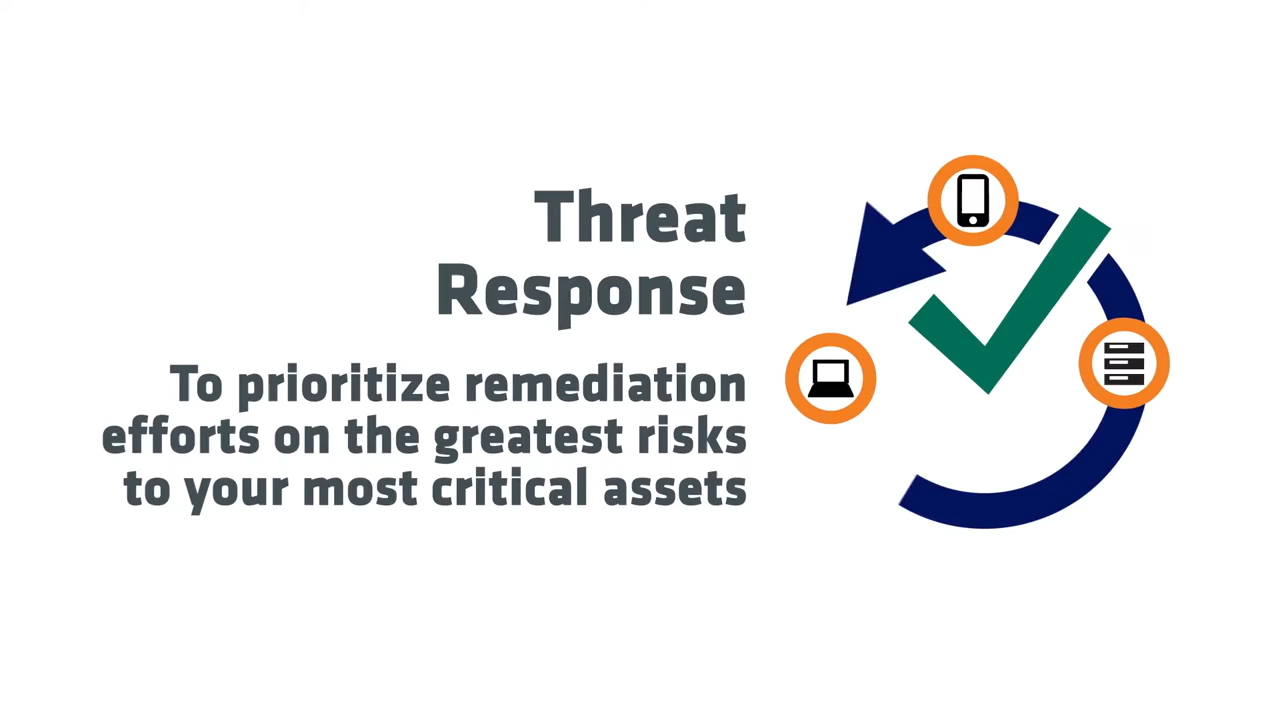 Threat
Response
To prioritize remediation
efforts on the greatest risks
to your most critical assets